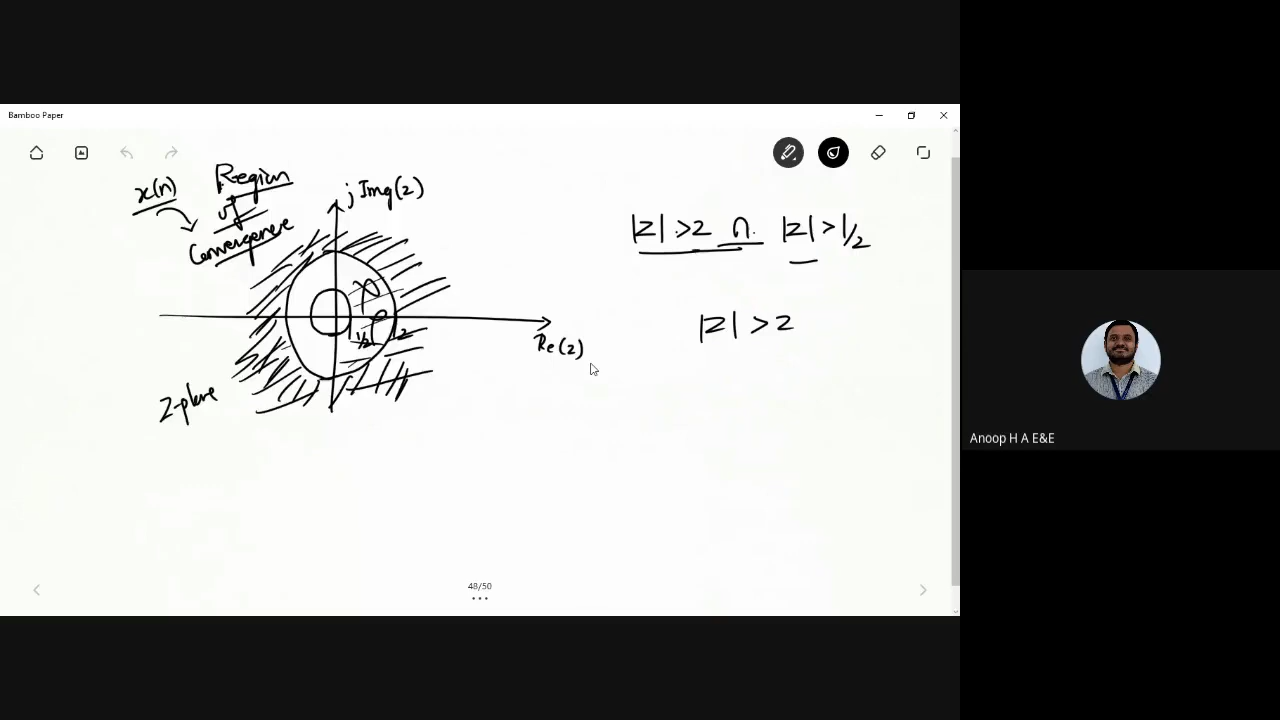 Bamboo Paper
x(n)
Region
of
Convergence
j Img(z)
|z| >2 ∩ |z| > 1/2
|z| > 2
1/2
2
Re(z)
Z-plane
Anoop H A E&E
48/50